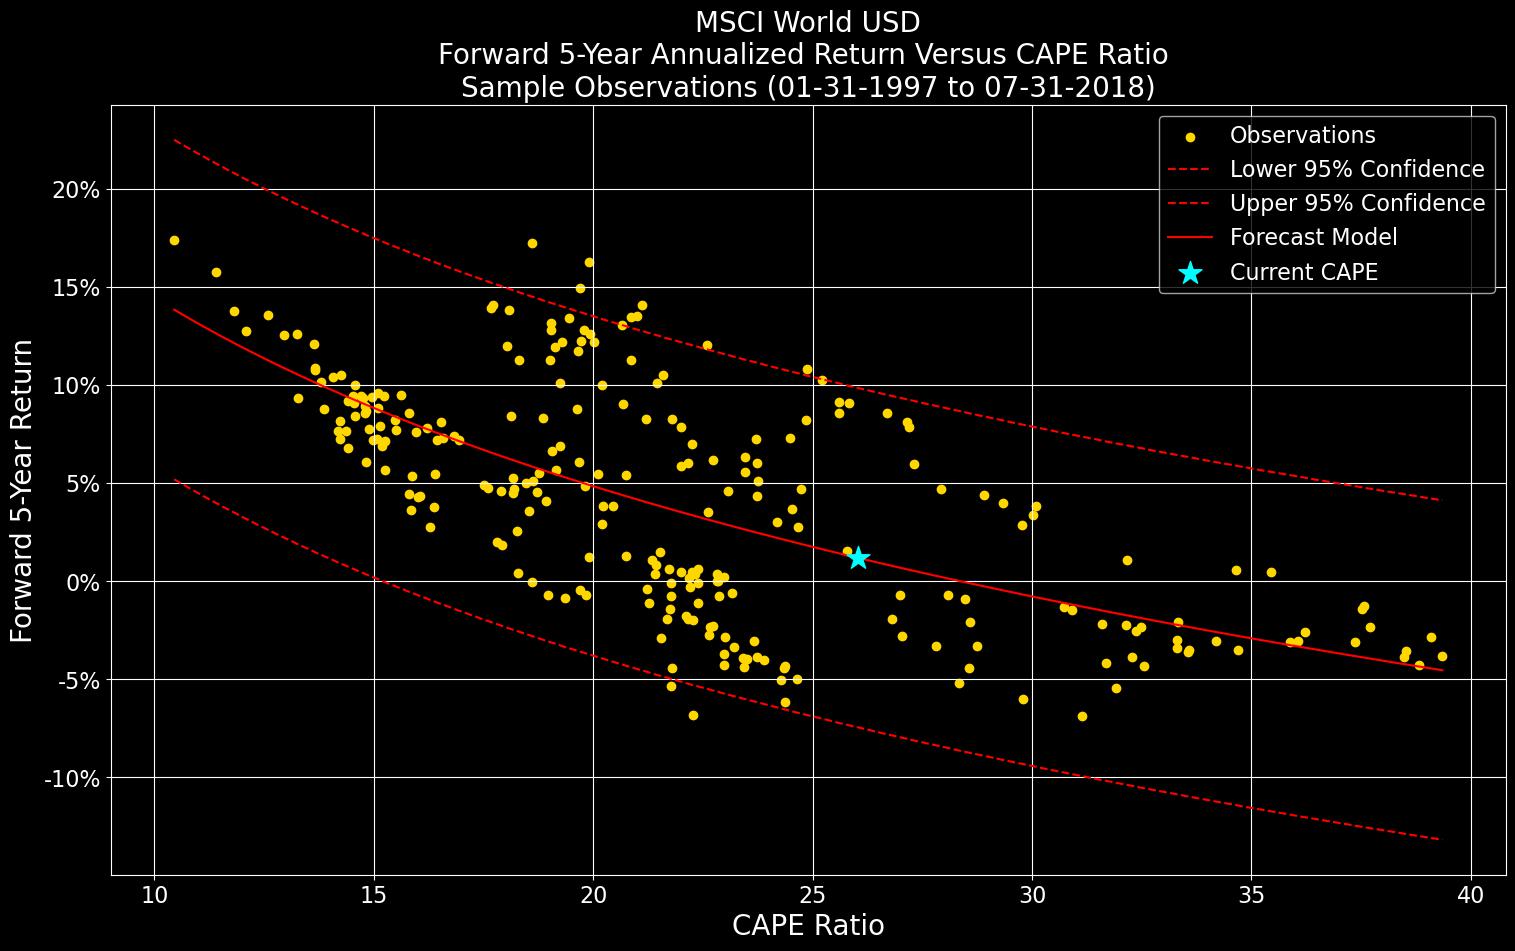 MSCI World USD
Forward 5-Year Annualized Return Versus CAPE Ratio
Sample Observations (01-31-1997 to 07-31-2018)
Observations
Lower 95% Confidence
Upper 95% Confidence
Forecast Model
Current CAPE
Forward 5-Year Return
20%
15%
10%
5%
0%
-5%
-10%
10 15 20 25 30 35 40
CAPE Ratio